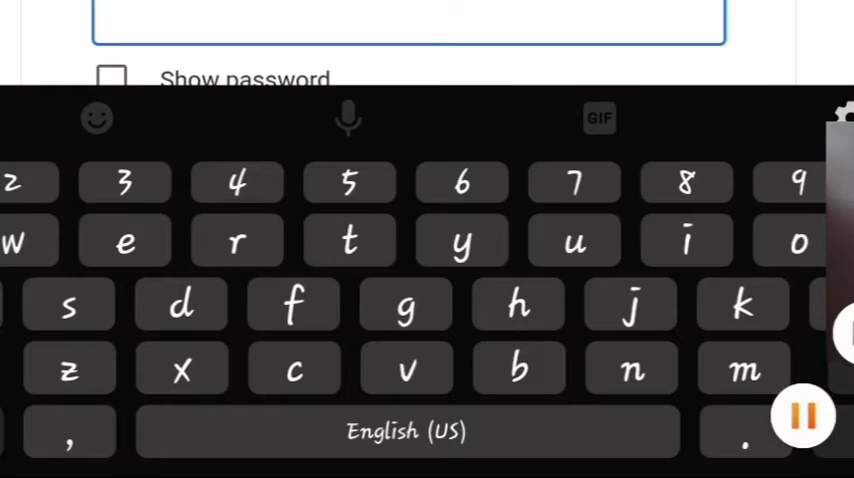 Show password
GIF
2 3 4 5 6 7 8 9
w e r t y u i o
s d f g h j k
z x c v b n m
, English (US) .